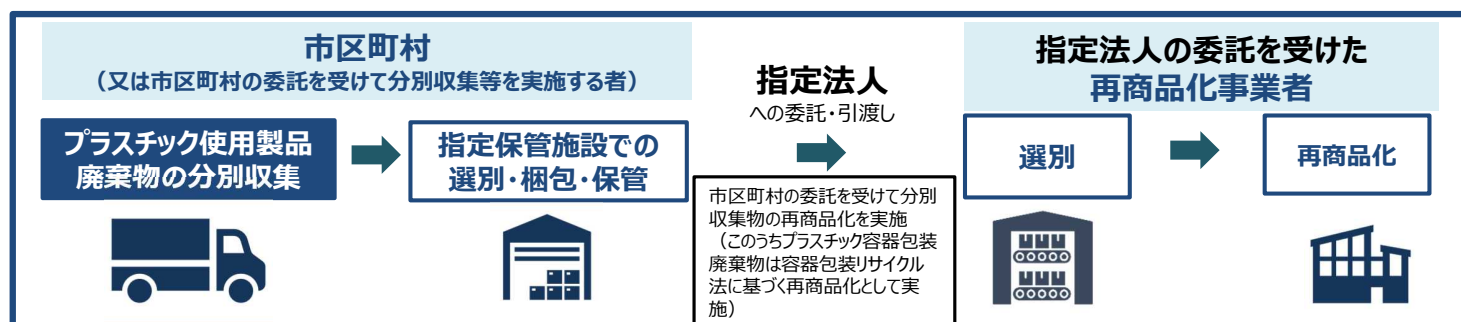 市区町村
（又は市区町村の委託を受けて分別収集等を実施する者）
プラスチック使用製品
廃棄物の分別収集
指定保管施設での
選別・梱包・保管
指定法人
への委託・引渡し
市区町村の委託を受けて分別
収集物の再商品化を実施
（このうちプラスチック容器包装
廃棄物は容器包装リサイクル
法に基づく再商品化として実
施）
指定法人の委託を受けた
再商品化事業者
選別
再商品化